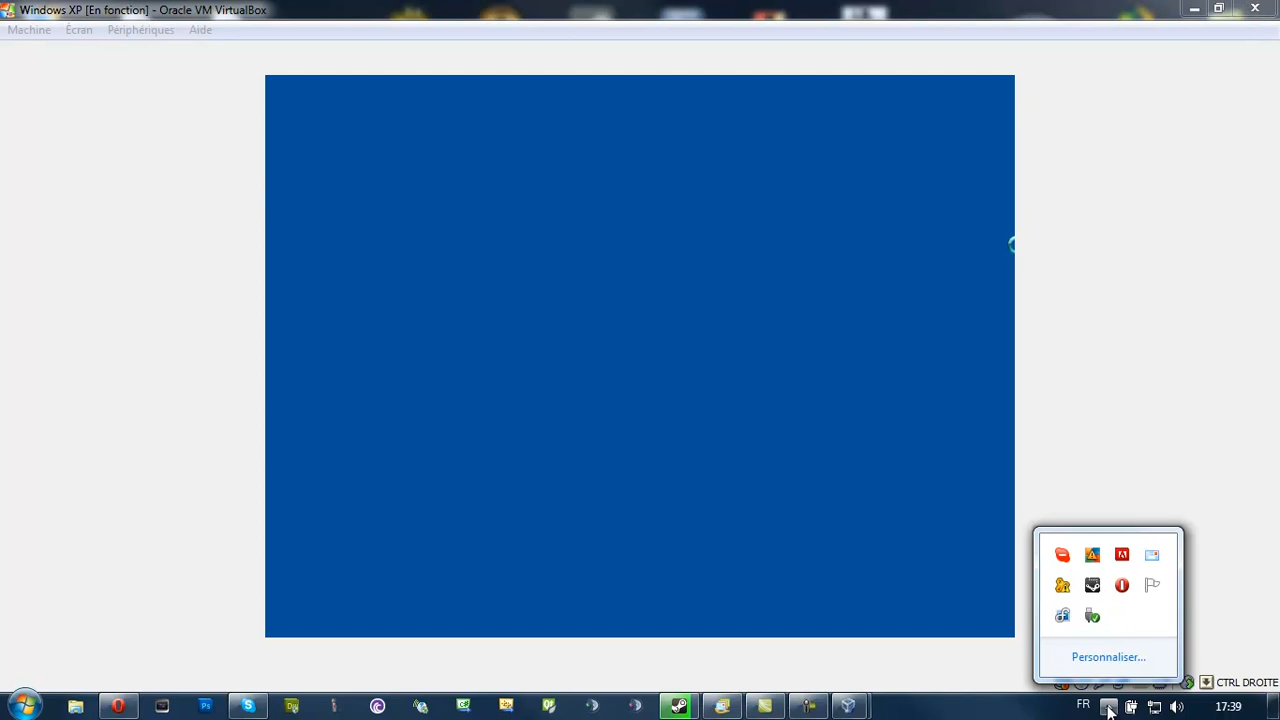 Windows XP [En fonction] - Oracle VM VirtualBox
Machine Écran Périphériques Aide
Personnaliser...
CTRL DROITE
FR
17:39